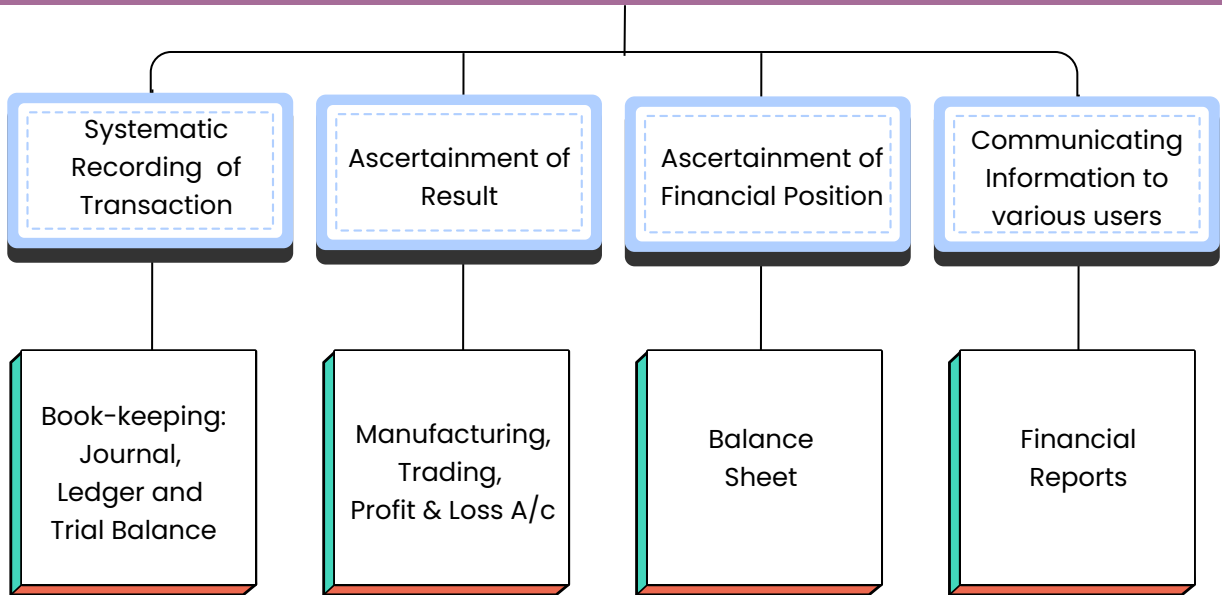 Systematic
Recording of
Transaction
Ascertainment of
Result
Ascertainment of
Financial Position
Communicating
Information to
various users
Book-keeping:
Journal,
Ledger and
Trial Balance
Manufacturing,
Trading,
Profit & Loss A/c
Balance
Sheet
Financial
Reports